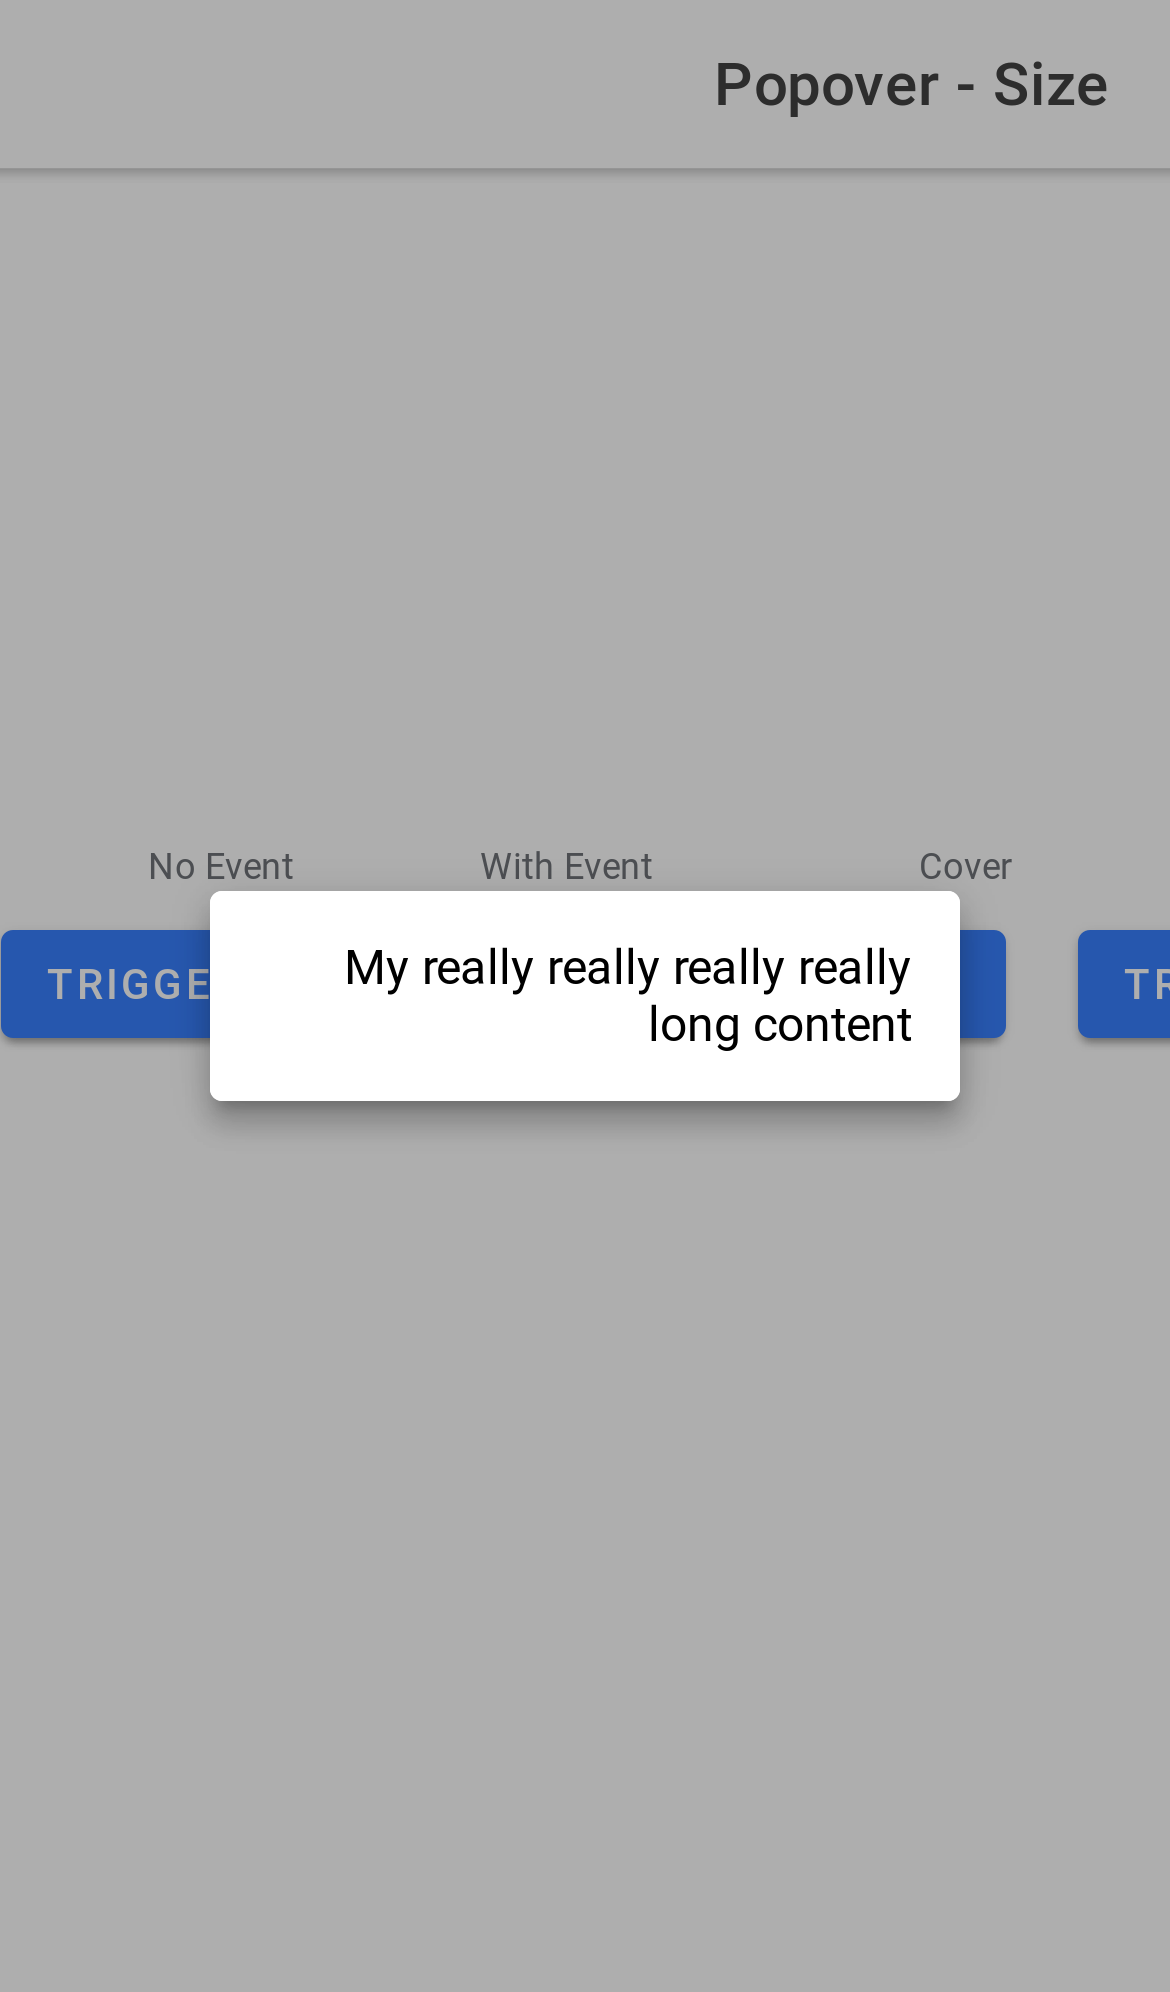 Popover - Size
No Event
With Event
Cover
TRIGGE
My really really really really
long content
TR